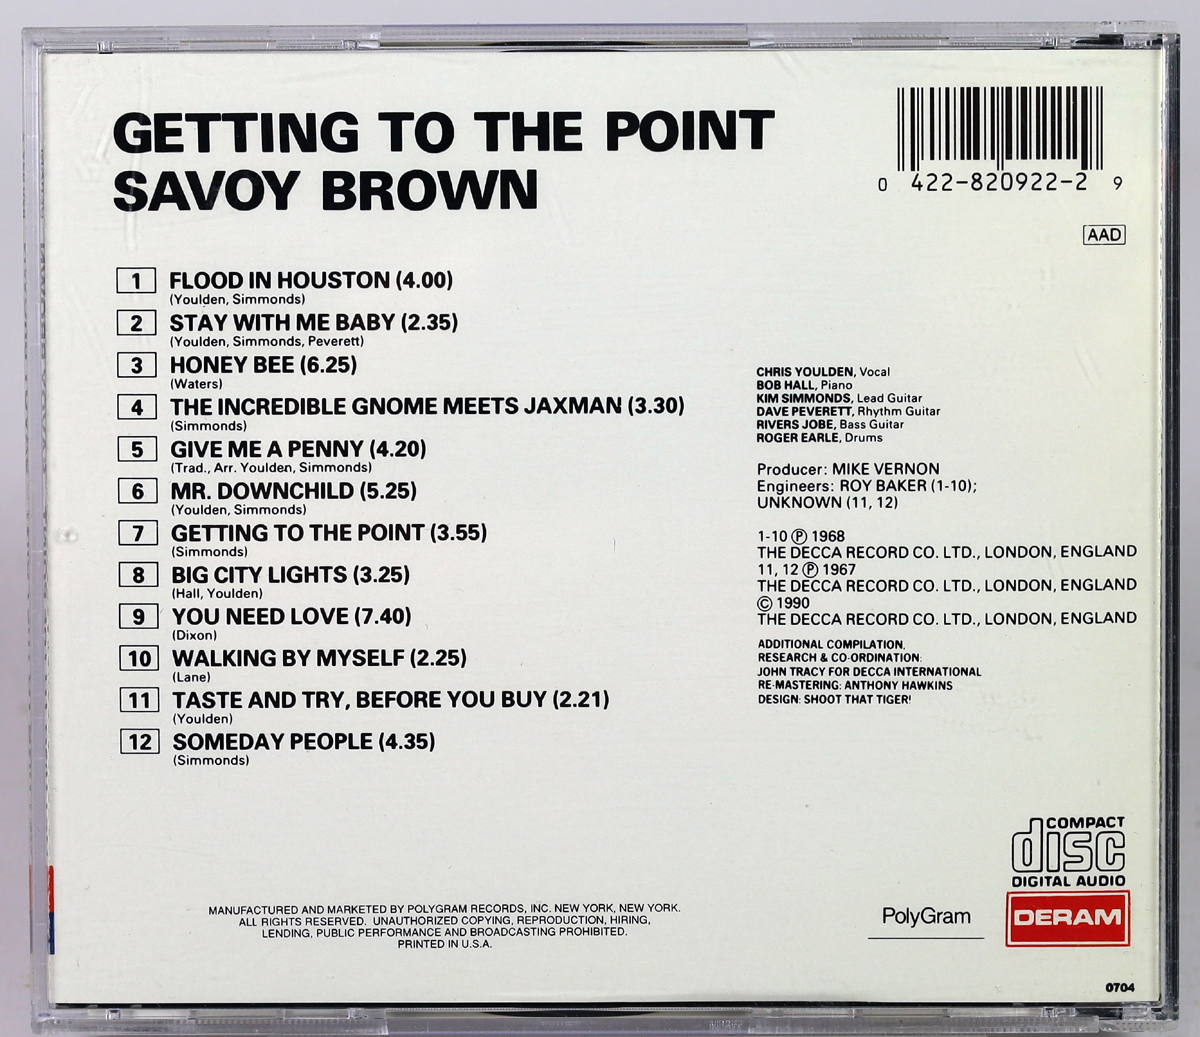 GETTING TO THE POINT
SAVOY BROWN
0 422-820922-2 9
AAD
1 FLOOD IN HOUSTON (4.00)
(Youlden, Simmonds)
2 STAY WITH ME BABY (2.35)
(Youlden, Simmonds, Peverett)
3 HONEY BEE (6.25)
(Waters)
4 THE INCREDIBLE GNOME MEETS JAXMAN (3.30)
(Simmonds)
5 GIVE ME A PENNY (4.20)
(Trad., Arr. Youlden, Simmonds)
6 MR. DOWNCHILD (5.25)
(Youlden, Simmonds)
7 GETTING TO THE POINT (3.55)
(Simmonds)
8 BIG CITY LIGHTS (3.25)
(Hall, Youlden)
9 YOU NEED LOVE (7.40)
(Dixon)
10 WALKING BY MYSELF (2.25)
(Lane)
11 TASTE AND TRY, BEFORE YOU BUY (2.21)
(Youlden)
12 SOMEDAY PEOPLE (4.35)
(Simmonds)
CHRIS YOULDEN, Vocal
BOB HALL, Piano
KIM SIMMONDS, Lead Guitar
DAVE PEVERETT, Rhythm Guitar
RIVERS JOBE, Bass Guitar
ROGER EARLE, Drums
Producer: MIKE VERNON
Engineers: ROY BAKER (1-10);
UNKNOWN (11, 12)
1-10 ℗ 1968
THE DECCA RECORD CO. LTD., LONDON, ENGLAND
11, 12 ℗ 1967
THE DECCA RECORD CO. LTD., LONDON, ENGLAND
© 1990
THE DECCA RECORD CO. LTD., LONDON, ENGLAND
ADDITIONAL COMPILATION,
RESEARCH & CO-ORDINATION:
JOHN TRACY FOR DECCA INTERNATIONAL
RE-MASTERING: ANTHONY HAWKINS
DESIGN: SHOOT THAT TIGER!
MANUFACTURED AND MARKETED BY POLYGRAM RECORDS, INC. NEW YORK, NEW YORK.
ALL RIGHTS RESERVED. UNAUTHORIZED COPYING, REPRODUCTION, HIRING,
LENDING, PUBLIC PERFORMANCE AND BROADCASTING PROHIBITED.
PRINTED IN U.S.A.
COMPACT
disc
DIGITAL AUDIO
PolyGram
DERAM
0704